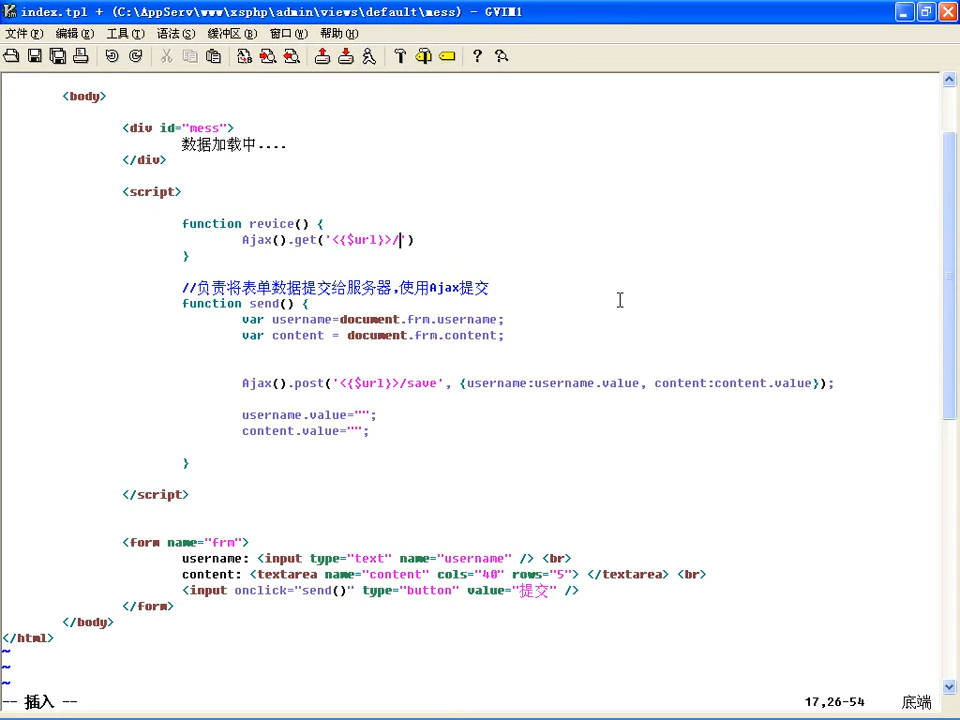 index.tpl + (C:\AppServ\www\xsphp\admin\views\default\mess) - GVIM1
文件(F) 编辑(E) 工具(T) 语法(S) 缓冲区(B) 窗口(W) 帮助(H)
<body>
<div id="mess">
数据加载中....
</div>
<script>
function revice() {
Ajax().get('<{$url}>/')
}
//负责将表单数据提交给服务器,使用Ajax提交
function send() {
var username=document.frm.username;
var content = document.frm.content;
Ajax().post('<{$url}>/save', {username:username.value, content:content.value});
username.value="";
content.value="";
}
</script>
<form name="frm">
username: <input type="text" name="username" /> <br>
content: <textarea name="content" cols="40" rows="5"> </textarea> <br>
<input onclick="send()" type="button" value="提交" />
</form>
</body>
</html>
~
~
~
-- 插入 -- 17,26-54 底端